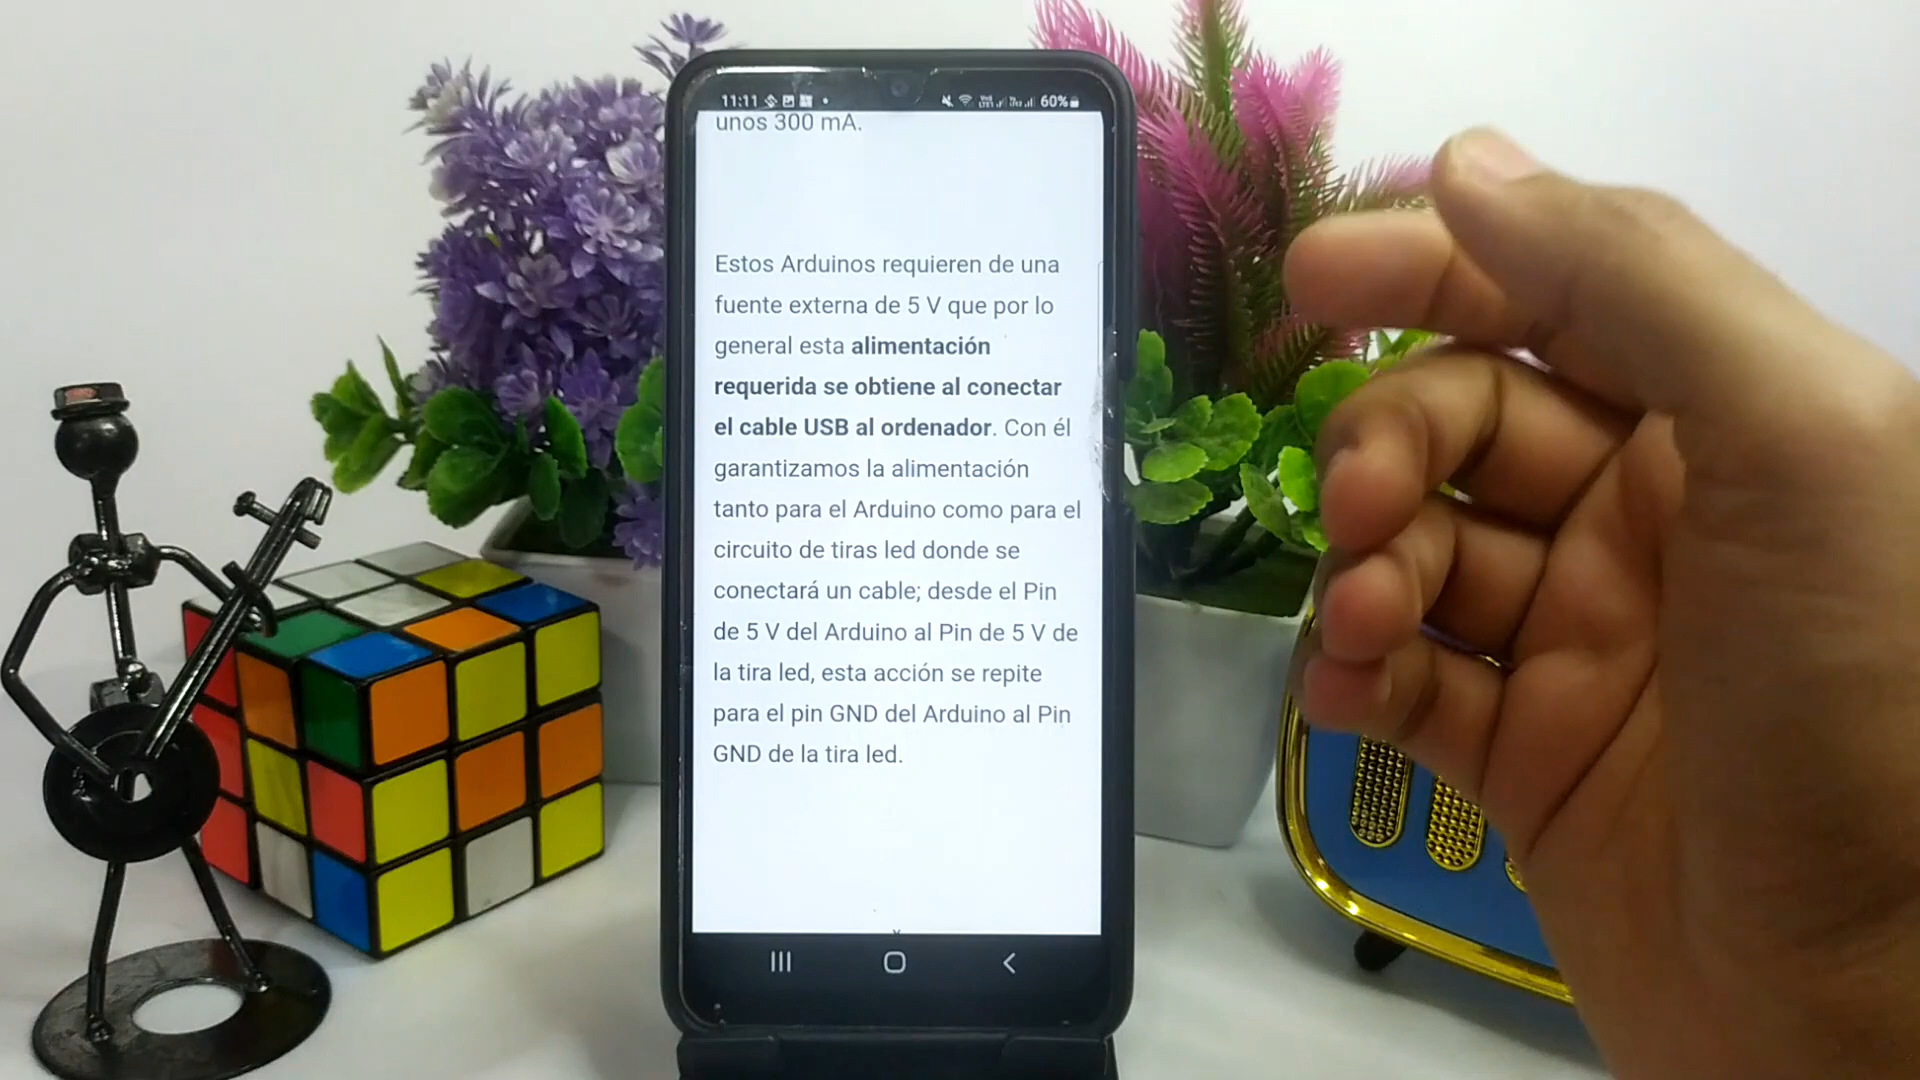 11:11
60%
unos 300 mA.
Estos Arduinos requieren de una
fuente externa de 5 V que por lo
general esta alimentación
requerida se obtiene al conectar
el cable USB al ordenador. Con él
garantizamos la alimentación
tanto para el Arduino como para el
circuito de tiras led donde se
conectará un cable; desde el Pin
de 5 V del Arduino al Pin de 5 V de
la tira led, esta acción se repite
para el pin GND del Arduino al Pin
GND de la tira led.